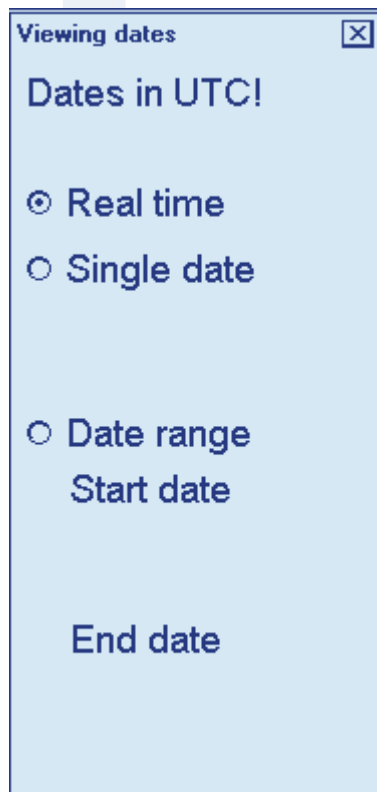 Viewing dates
Dates in UTC!
Real time
Single date
Date range
Start date
End date